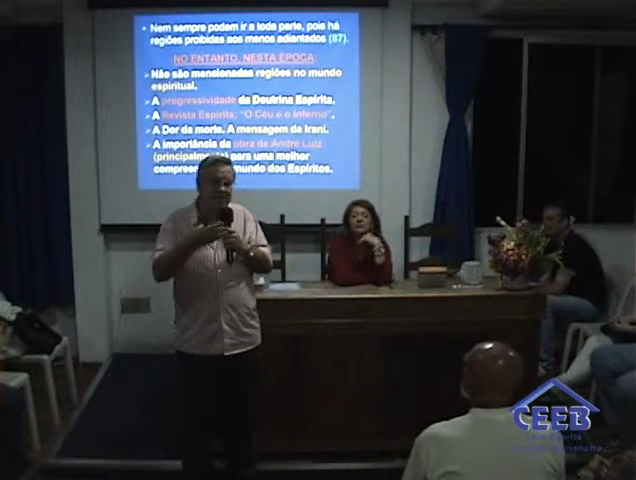 • Nem sempre podem ir a toda parte, pois há
regiões proibidas aos menos adiantados (87).
NO ENTANTO, NESTA ÉPOCA:
➢ Não são mencionadas regiões no mundo
espiritual.
➢ A progressividade da Doutrina Espírita.
➢ A Revista Espírita: "O Céu e o Inferno".
➢ A Dor da morte. A mensagem da Irani.
➢ A importância da obra de André Luiz
(principalmente) para uma melhor
mundo dos Espíritos.
CEEB
Casa Espírita